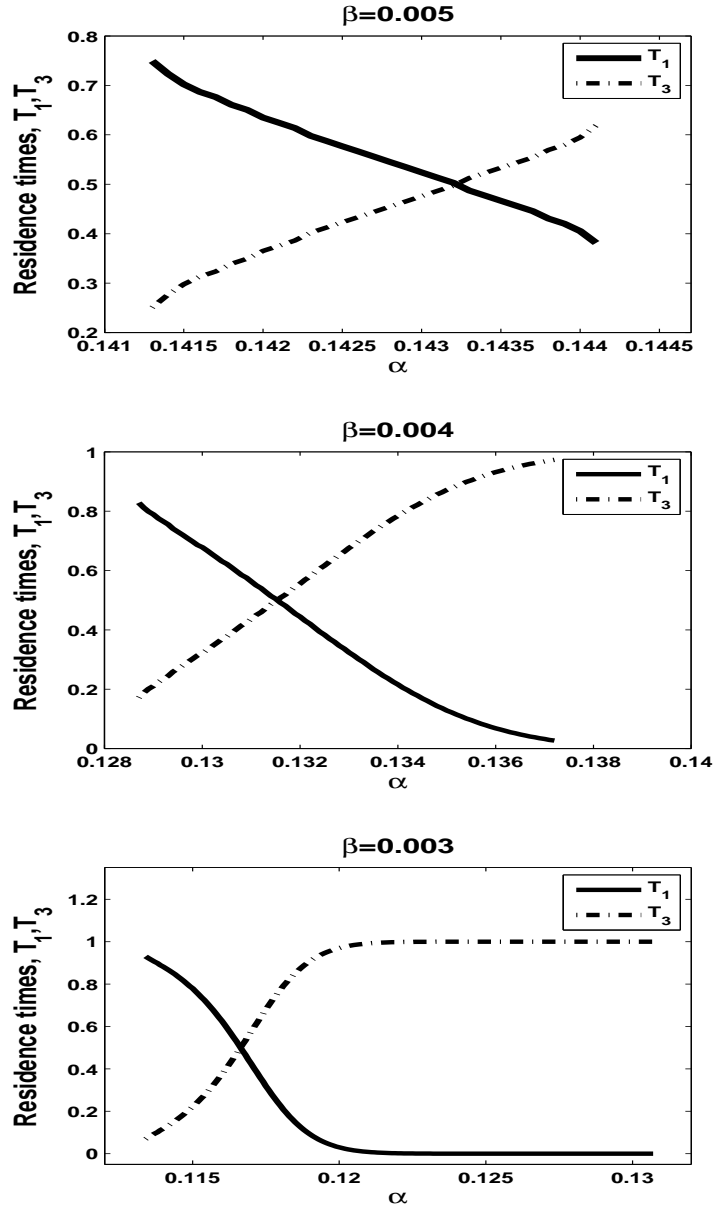 β=0.005
Residence times, T₁,T₃
0.8
0.7
0.6
0.5
0.4
0.3
0.2
T₁
T₃
0.141 0.1415 0.142 0.1425 0.143 0.1435 0.144 0.1445
α
β=0.004
Residence times, T₁,T₃
1
0.8
0.6
0.4
0.2
0
T₁
T₃
0.128 0.13 0.132 0.134 0.136 0.138 0.14
α
β=0.003
Residence times, T₁,T₃
1.2
1
0.8
0.6
0.4
0.2
0
T₁
T₃
0.115 0.12 0.125 0.13
α